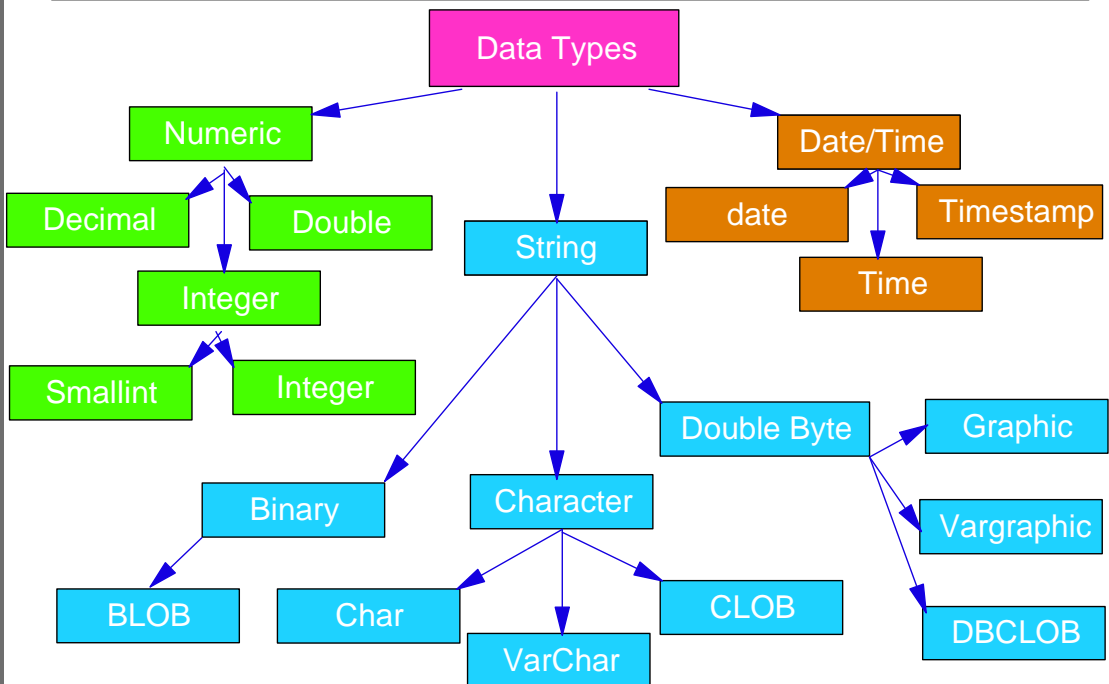 Data Types
Numeric
Date/Time
Decimal
Double
date
Timestamp
String
Integer
Time
Smallint
Integer
Double Byte
Graphic
Binary
Character
Vargraphic
BLOB
Char
CLOB
DBCLOB
VarChar